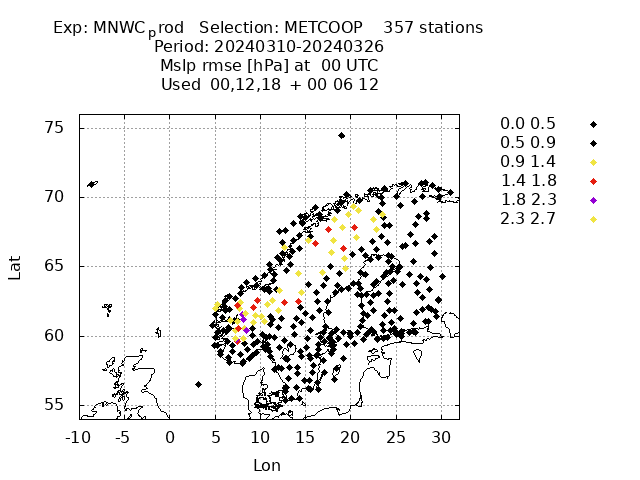 Exp: MNWC_prod   Selection: METCOOP    357 stations
Period: 20240310-20240326
Mslp rmse [hPa] at  00 UTC
Used  00,12,18  + 00 06 12
0.0 0.5
0.5 0.9
0.9 1.4
1.4 1.8
1.8 2.3
2.3 2.7
75
70
65
60
55
Lat
-10 -5 0 5 10 15 20 25 30
Lon